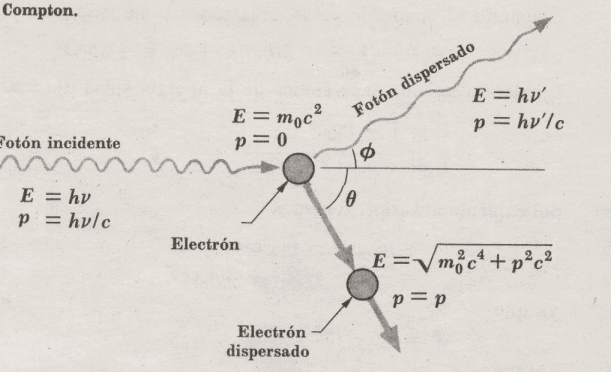 Compton.
Fotón dispersado
E = hν′
p = hν′/c
E = m₀c²
p = 0
Fotón incidente
E = hν
p = hν/c
ϕ
θ
Electrón
E = √m₀²c⁴ + p²c²
p = p
Electrón
dispersado